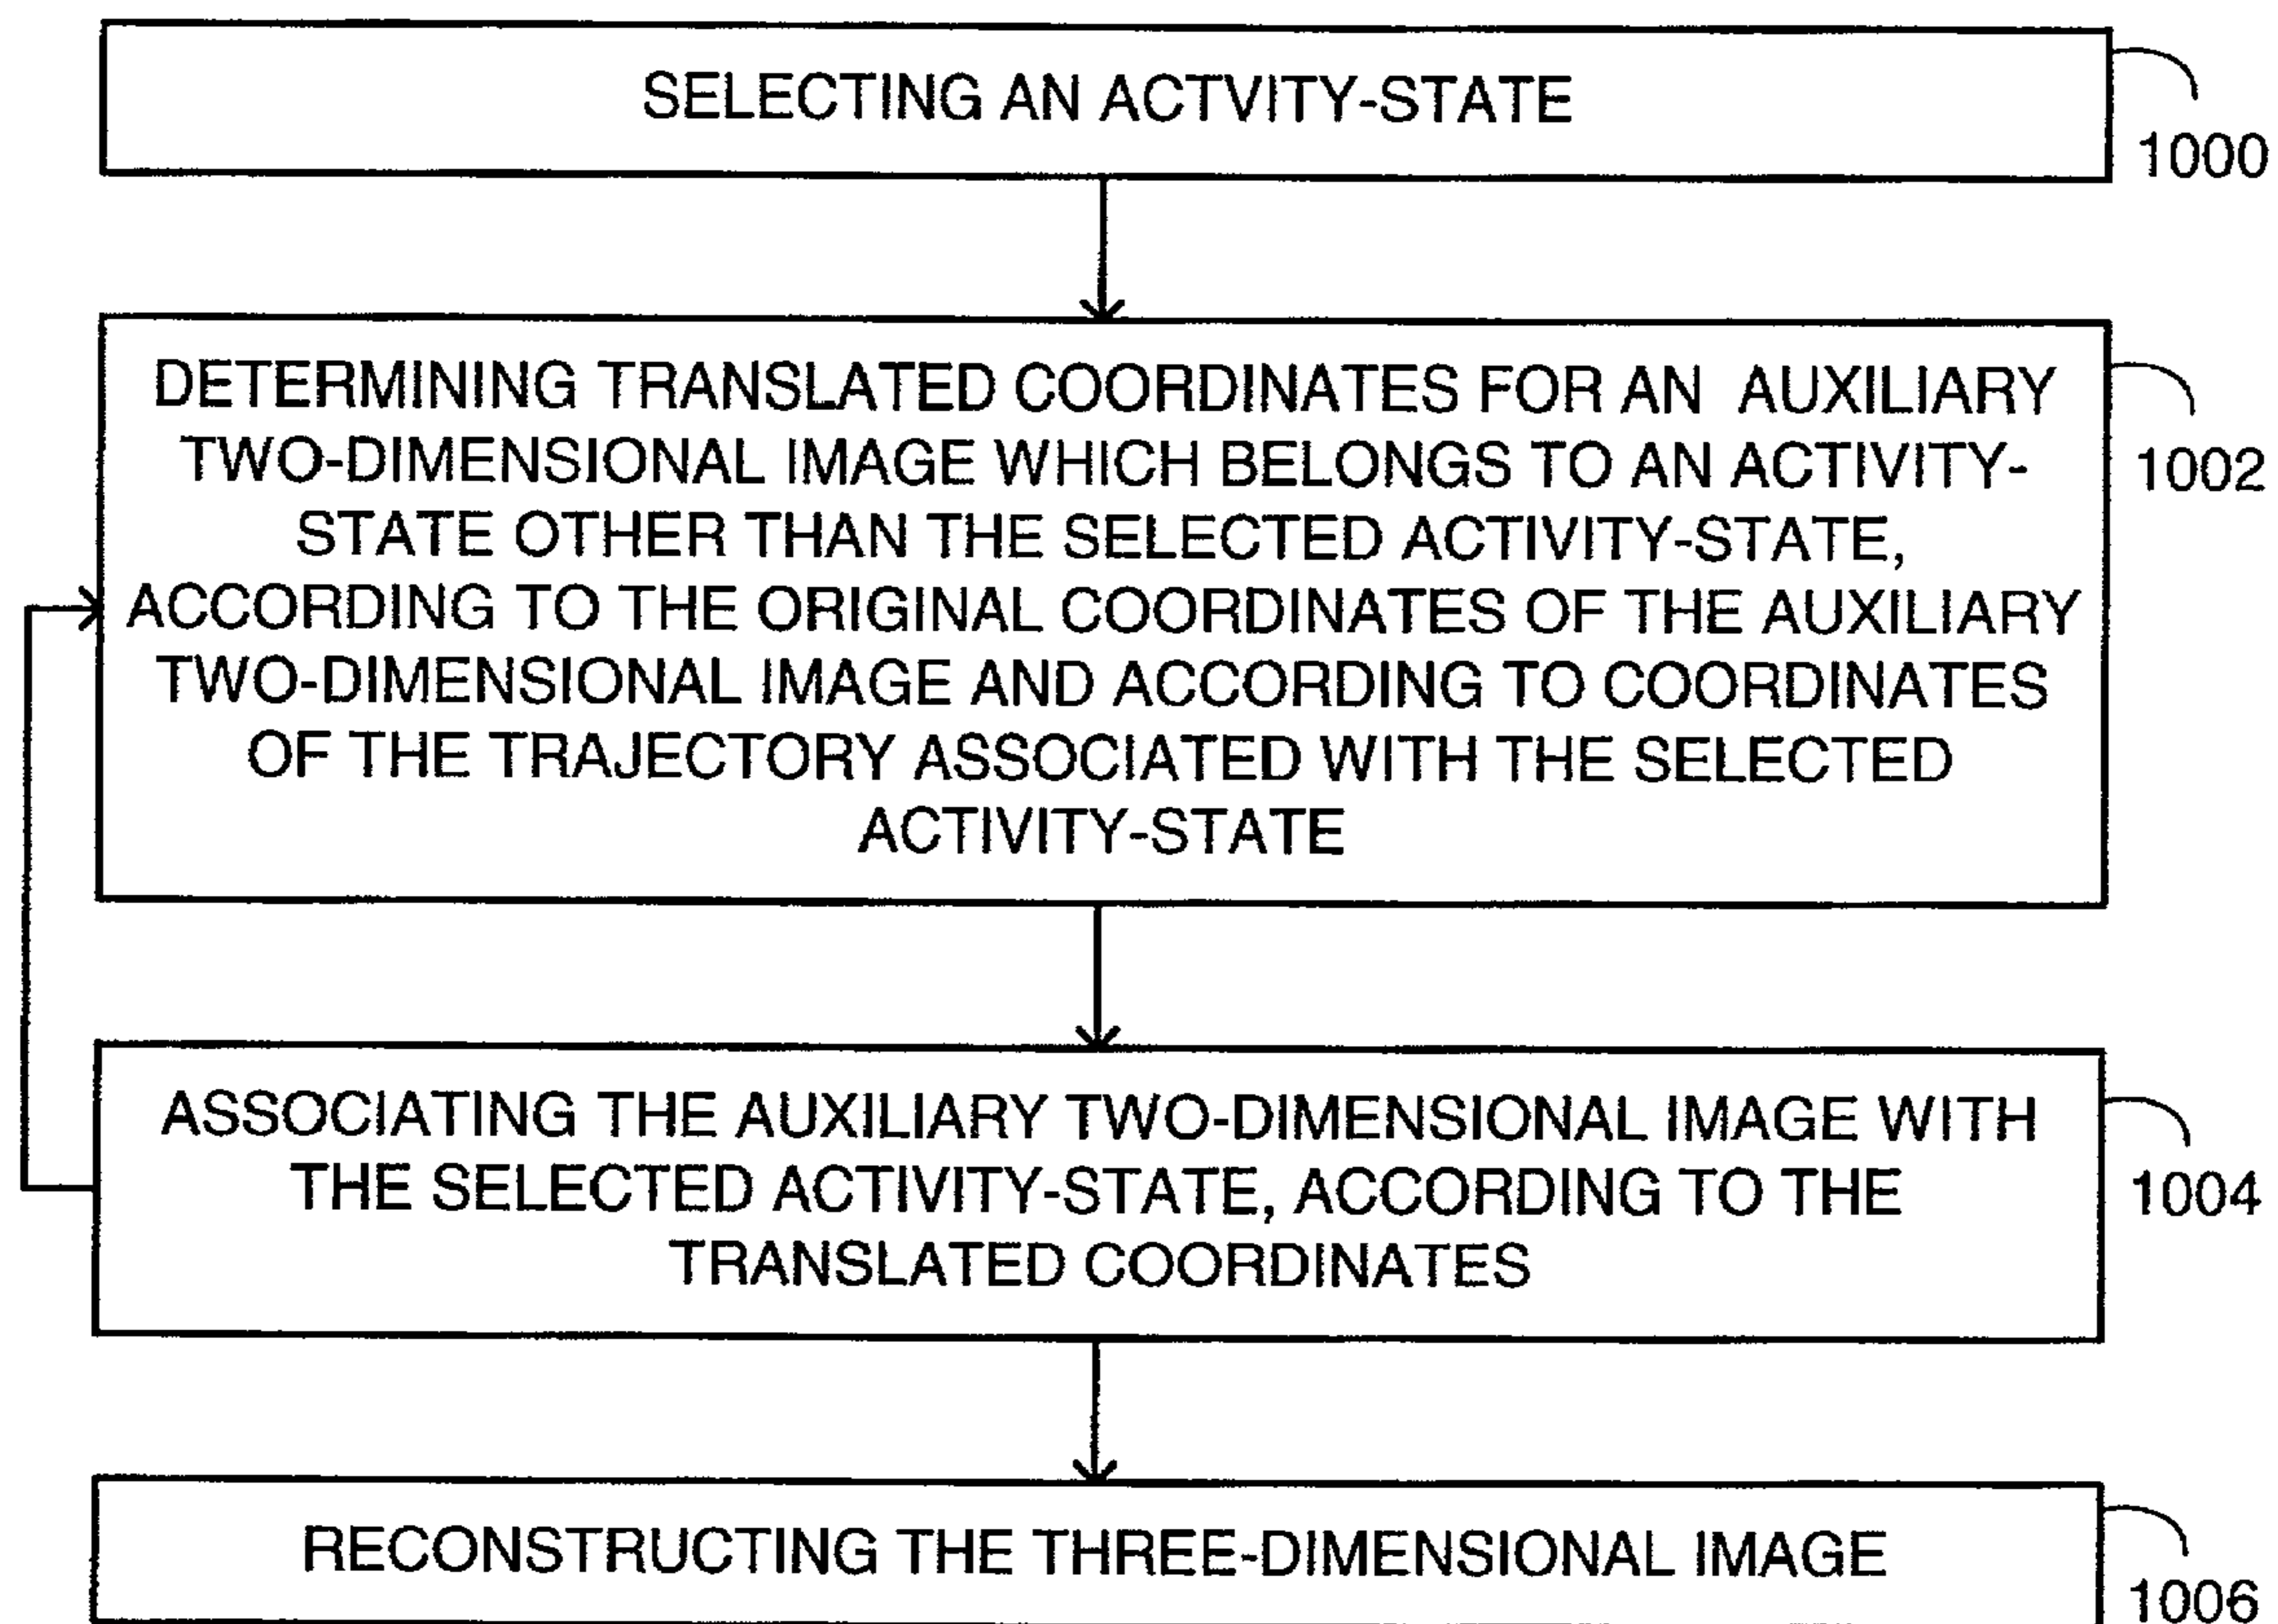 SELECTING AN ACTVITY-STATE
1000
DETERMINING TRANSLATED COORDINATES FOR AN AUXILIARY
TWO-DIMENSIONAL IMAGE WHICH BELONGS TO AN ACTIVITY-
STATE OTHER THAN THE SELECTED ACTIVITY-STATE,
ACCORDING TO THE ORIGINAL COORDINATES OF THE AUXILIARY
TWO-DIMENSIONAL IMAGE AND ACCORDING TO COORDINATES
OF THE TRAJECTORY ASSOCIATED WITH THE SELECTED
ACTIVITY-STATE
1002
ASSOCIATING THE AUXILIARY TWO-DIMENSIONAL IMAGE WITH
THE SELECTED ACTIVITY-STATE, ACCORDING TO THE
TRANSLATED COORDINATES
1004
RECONSTRUCTING THE THREE-DIMENSIONAL IMAGE
1006